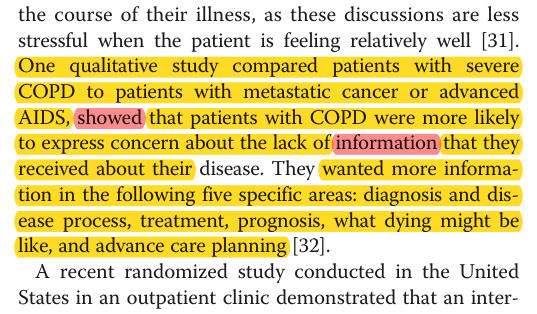 the course of their illness, as these discussions are less
stressful when the patient is feeling relatively well [31].
One qualitative study compared patients with severe
COPD to patients with metastatic cancer or advanced
AIDS, showed that patients with COPD were more likely
to express concern about the lack of information that they
received about their disease. They wanted more informa-
tion in the following five specific areas: diagnosis and dis-
ease process, treatment, prognosis, what dying might be
like, and advance care planning [32].
A recent randomized study conducted in the United
States in an outpatient clinic demonstrated that an inter-